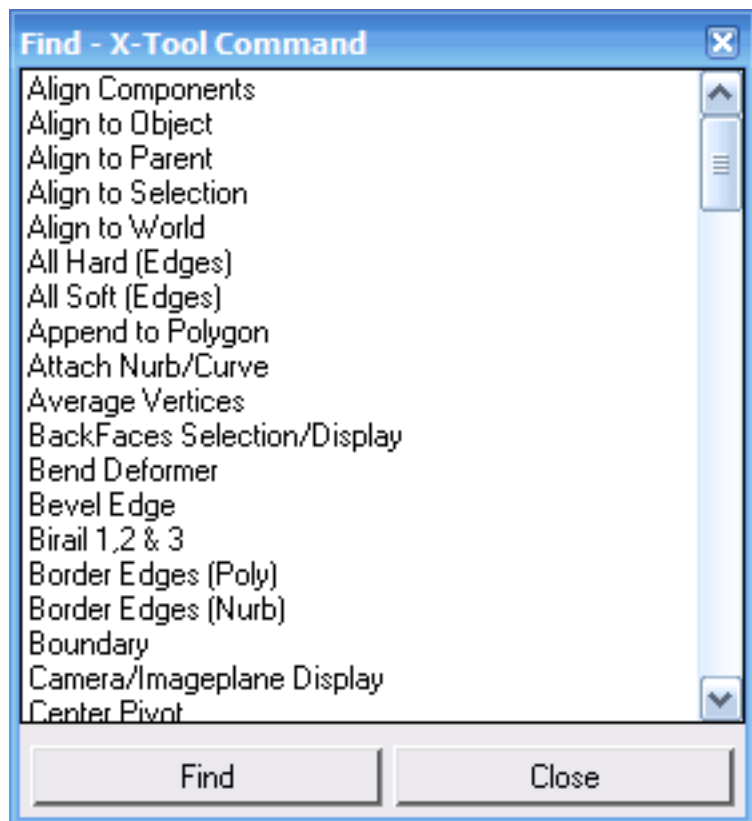 Find - X-Tool Command
Align Components
Align to Object
Align to Parent
Align to Selection
Align to World
All Hard (Edges)
All Soft (Edges)
Append to Polygon
Attach Nurb/Curve
Average Vertices
BackFaces Selection/Display
Bend Deformer
Bevel Edge
Birail 1,2 & 3
Border Edges (Poly)
Border Edges (Nurb)
Boundary
Camera/Imageplane Display
Center Pivot
Find Close